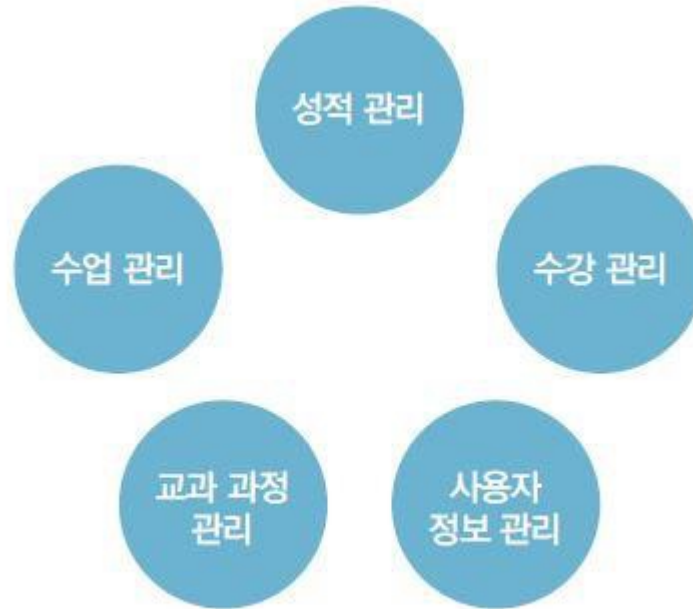 성적 관리
수업 관리
수강 관리
교과 과정
관리
사용자
정보 관리